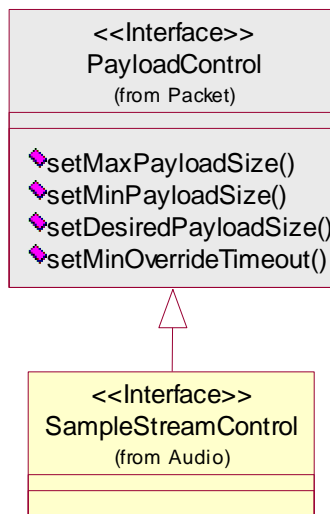 <<Interface>>
PayloadControl
(from Packet)
setMaxPayloadSize()
setMinPayloadSize()
setDesiredPayloadSize()
setMinOverrideTimeout()
<<Interface>>
SampleStreamControl
(from Audio)